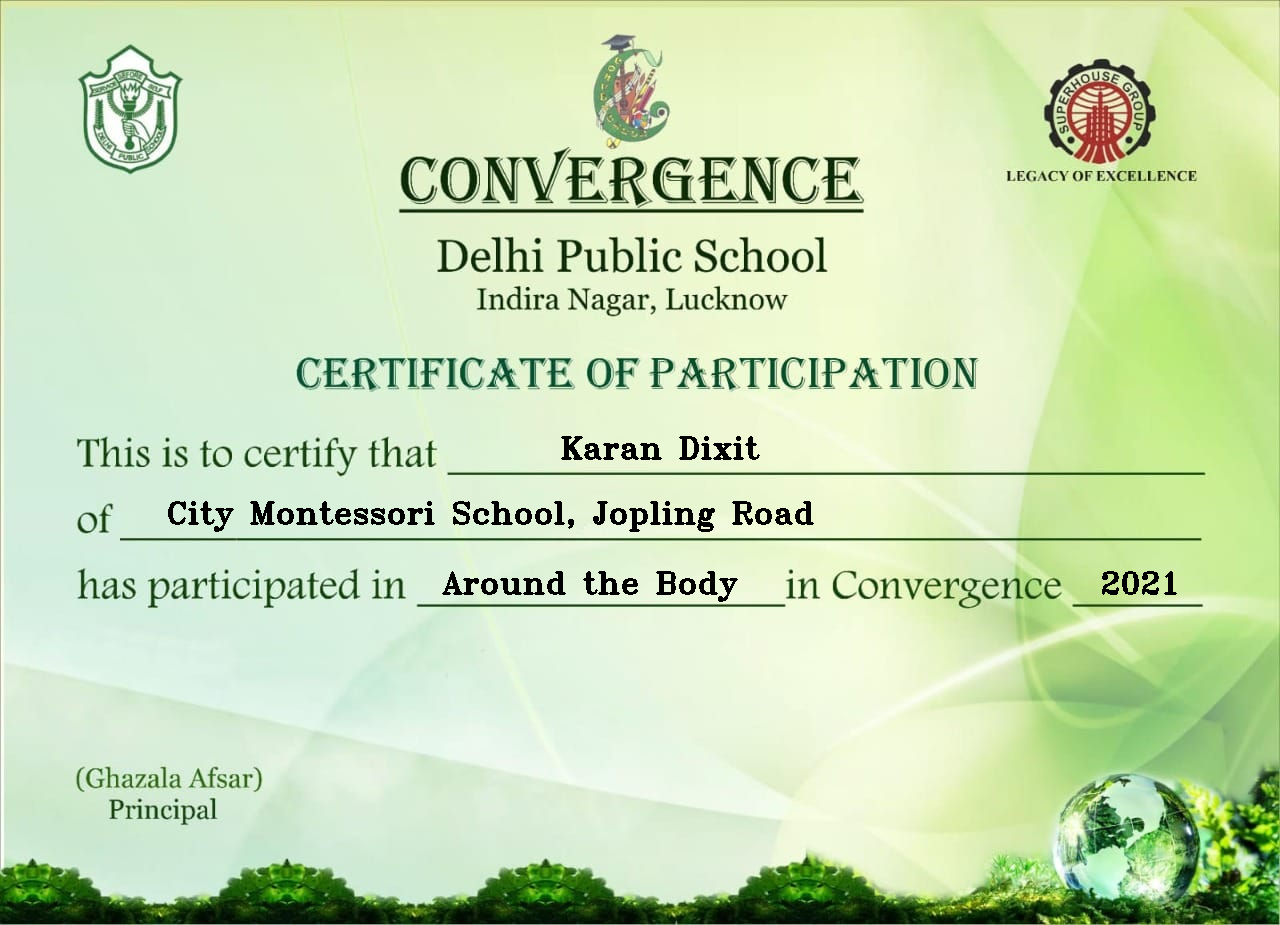 SERVICE BEFORE SELF
DELHI PUBLIC SCHOOL
SUPERHOUSE GROUP
LEGACY OF EXCELLENCE
CONVERGENCE
Delhi Public School
Indira Nagar, Lucknow
CERTIFICATE OF PARTICIPATION
This is to certify that Karan Dixit
of City Montessori School, Jopling Road
has participated in Around the Body in Convergence 2021
(Ghazala Afsar)
Principal